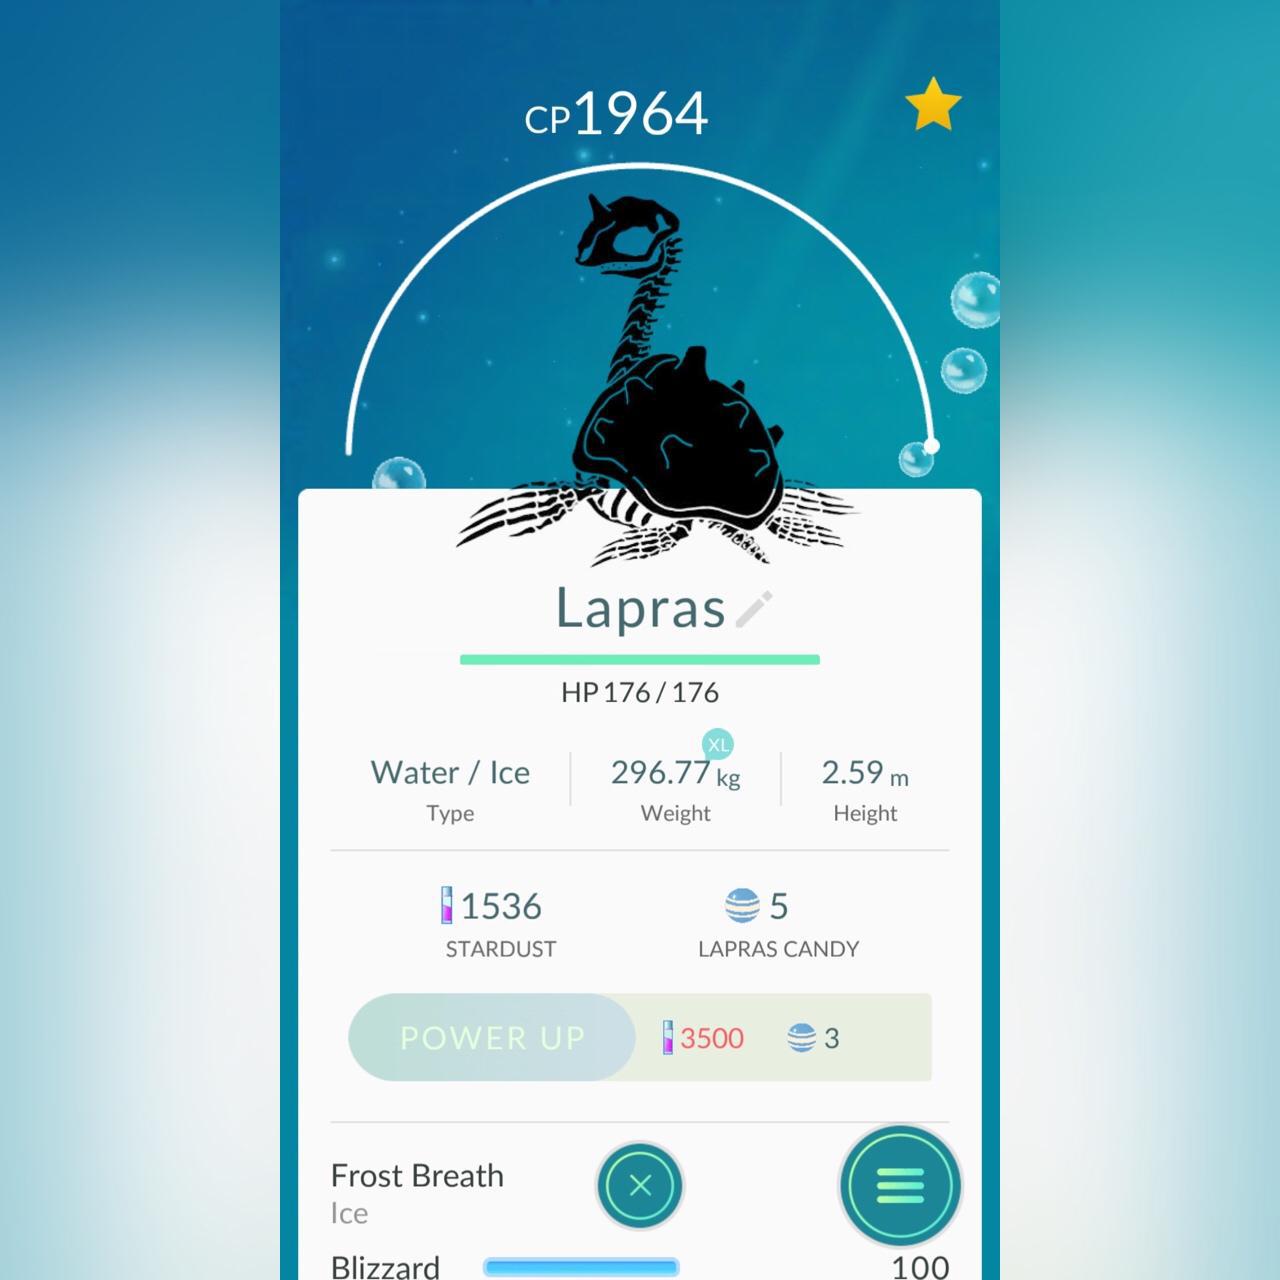 CP1964
Lapras
HP 176 / 176
XL
Water / Ice 296.77 kg 2.59 m
Type Weight Height
1536 5
STARDUST LAPRAS CANDY
POWER UP 3500 3
Frost Breath
Ice
Blizzard 100